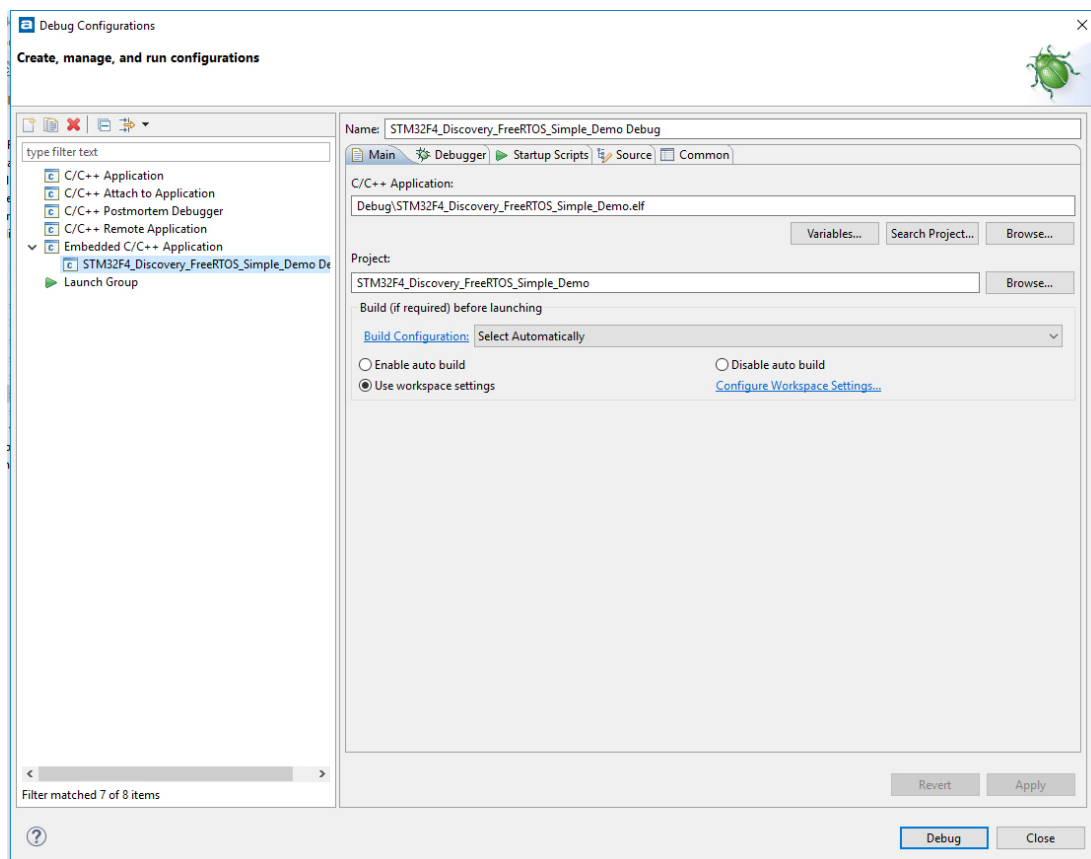 Debug Configurations
Create, manage, and run configurations
type filter text
C/C++ Application
C/C++ Attach to Application
C/C++ Postmortem Debugger
C/C++ Remote Application
Embedded C/C++ Application
STM32F4_Discovery_FreeRTOS_Simple_Demo De
Launch Group
Filter matched 7 of 8 items
Name: STM32F4_Discovery_FreeRTOS_Simple_Demo Debug
Main Debugger Startup Scripts Source Common
C/C++ Application:
Debug\STM32F4_Discovery_FreeRTOS_Simple_Demo.elf
Variables... Search Project... Browse...
Project:
STM32F4_Discovery_FreeRTOS_Simple_Demo Browse...
Build (if required) before launching
Build Configuration: Select Automatically
Enable auto build Disable auto build
Use workspace settings Configure Workspace Settings...
Revert Apply
Debug Close